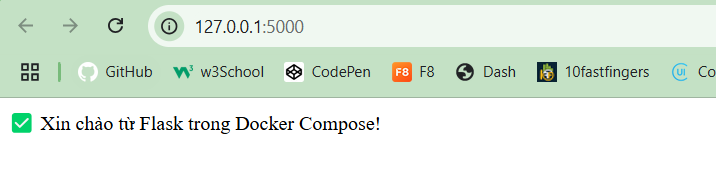 127.0.0.1:5000
GitHub w3School CodePen F8 F8 Dash 10fastfingers UI Co
✅ Xin chào từ Flask trong Docker Compose!